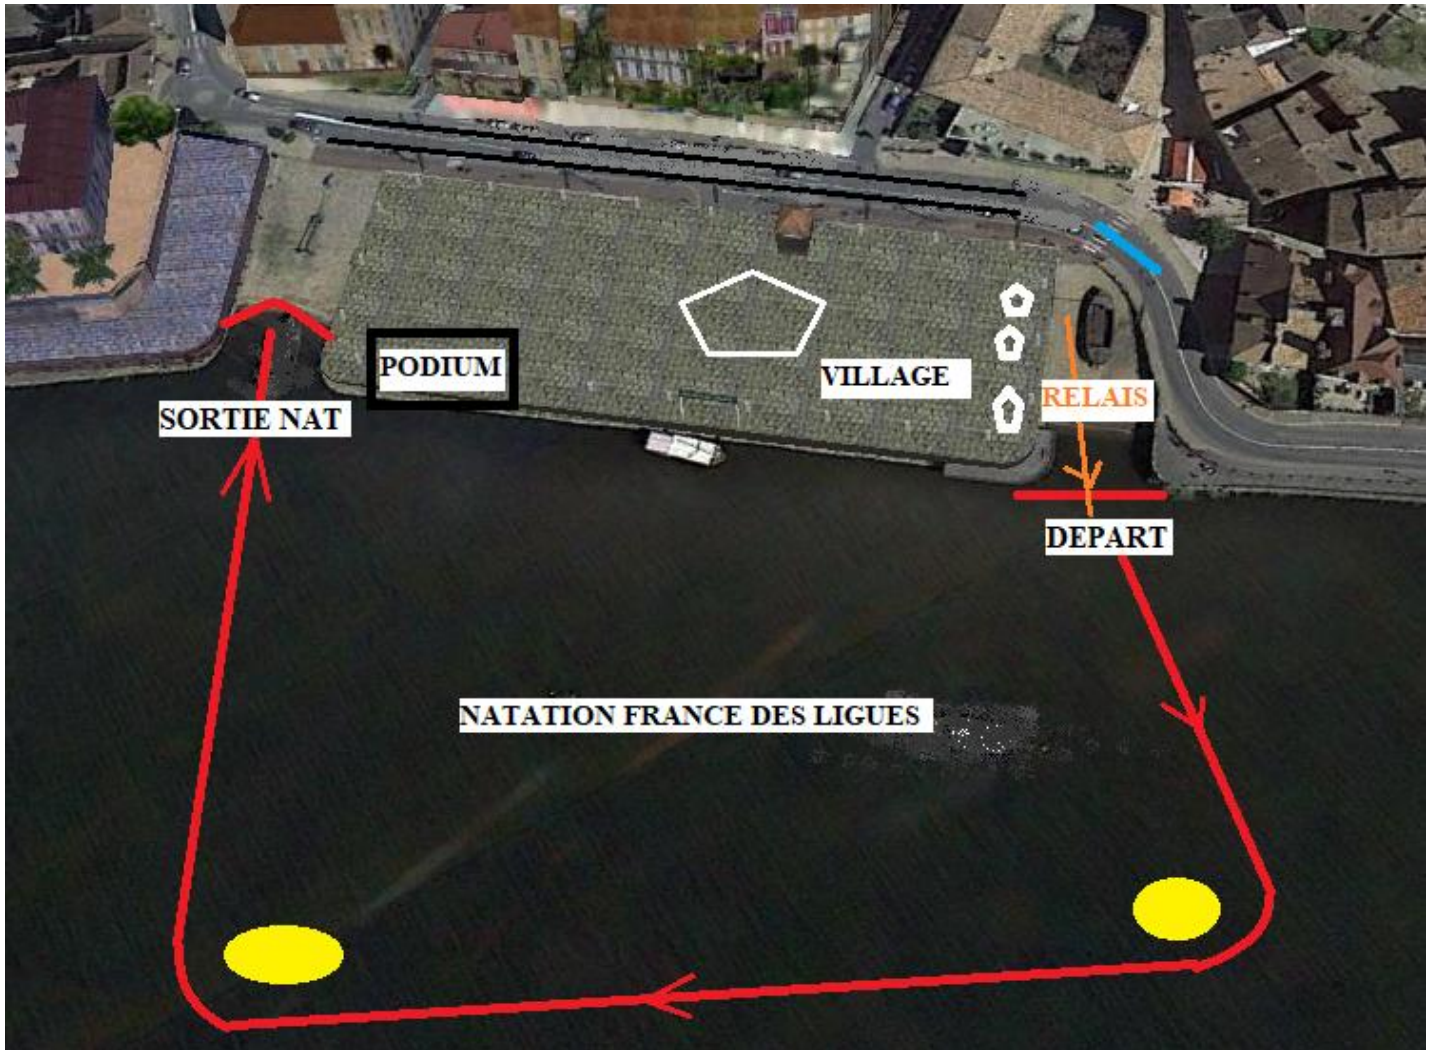 PODIUM
VILLAGE
RELAIS
SORTIE NAT
DEPART
NATATION FRANCE DES LIGUES